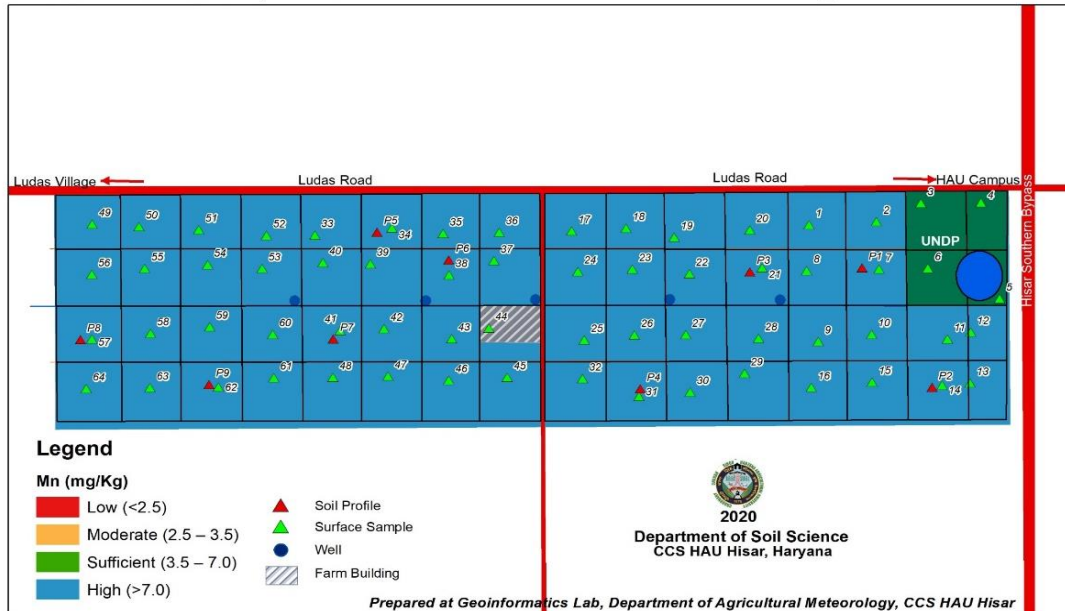 Ludas Village
Ludas Road
Ludas Road
HAU Campus
Hisar Southern Bypass
49 50 51 52 33 P5 34 35 36 17 18 19 20 1 2 3 4
56 55 54 53 40 39 P6 38 37 24 23 22 P3 21 8 P1 7 UNDP 6 5
P8 57 58 59 60 41 P7 42 43 44 25 26 27 28 9 10 11 12
64 63 P9 62 61 48 47 46 45 32 P4 31 30 29 16 15 P2 14 13
Legend
Mn (mg/Kg)
Low (<2.5)
Moderate (2.5 – 3.5)
Sufficient (3.5 – 7.0)
High (>7.0)
Soil Profile
Surface Sample
Well
Farm Building
2020
Department of Soil Science
CCS HAU Hisar, Haryana
Prepared at Geoinformatics Lab, Department of Agricultural Meteorology, CCS HAU Hisar